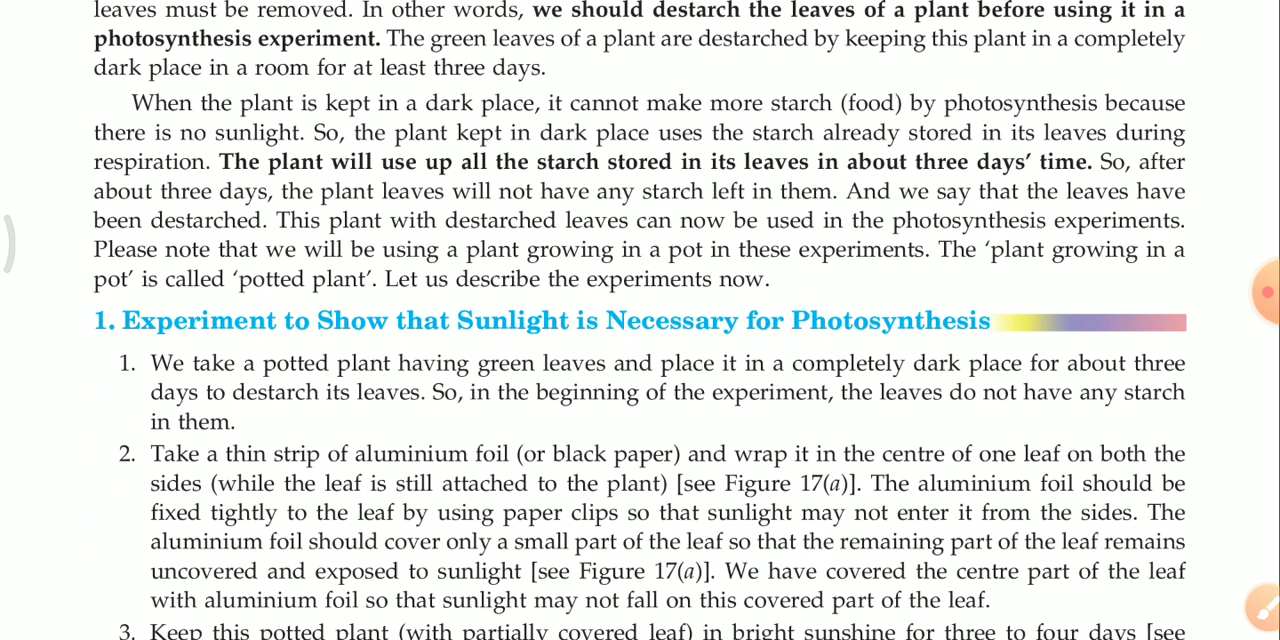 leaves must be removed. In other words, we should destarch the leaves of a plant before using it in a
photosynthesis experiment. The green leaves of a plant are destarched by keeping this plant in a completely
dark place in a room for at least three days.
When the plant is kept in a dark place, it cannot make more starch (food) by photosynthesis because
there is no sunlight. So, the plant kept in dark place uses the starch already stored in its leaves during
respiration. The plant will use up all the starch stored in its leaves in about three days’ time. So, after
about three days, the plant leaves will not have any starch left in them. And we say that the leaves have
been destarched. This plant with destarched leaves can now be used in the photosynthesis experiments.
Please note that we will be using a plant growing in a pot in these experiments. The ‘plant growing in a
pot’ is called ‘potted plant’. Let us describe the experiments now.
1. Experiment to Show that Sunlight is Necessary for Photosynthesis
1. We take a potted plant having green leaves and place it in a completely dark place for about three
days to destarch its leaves. So, in the beginning of the experiment, the leaves do not have any starch
in them.
2. Take a thin strip of aluminium foil (or black paper) and wrap it in the centre of one leaf on both the
sides (while the leaf is still attached to the plant) [see Figure 17(a)]. The aluminium foil should be
fixed tightly to the leaf by using paper clips so that sunlight may not enter it from the sides. The
aluminium foil should cover only a small part of the leaf so that the remaining part of the leaf remains
uncovered and exposed to sunlight [see Figure 17(a)]. We have covered the centre part of the leaf
with aluminium foil so that sunlight may not fall on this covered part of the leaf.
3. Keep this potted plant (with partially covered leaf) in bright sunshine for three to four days [see